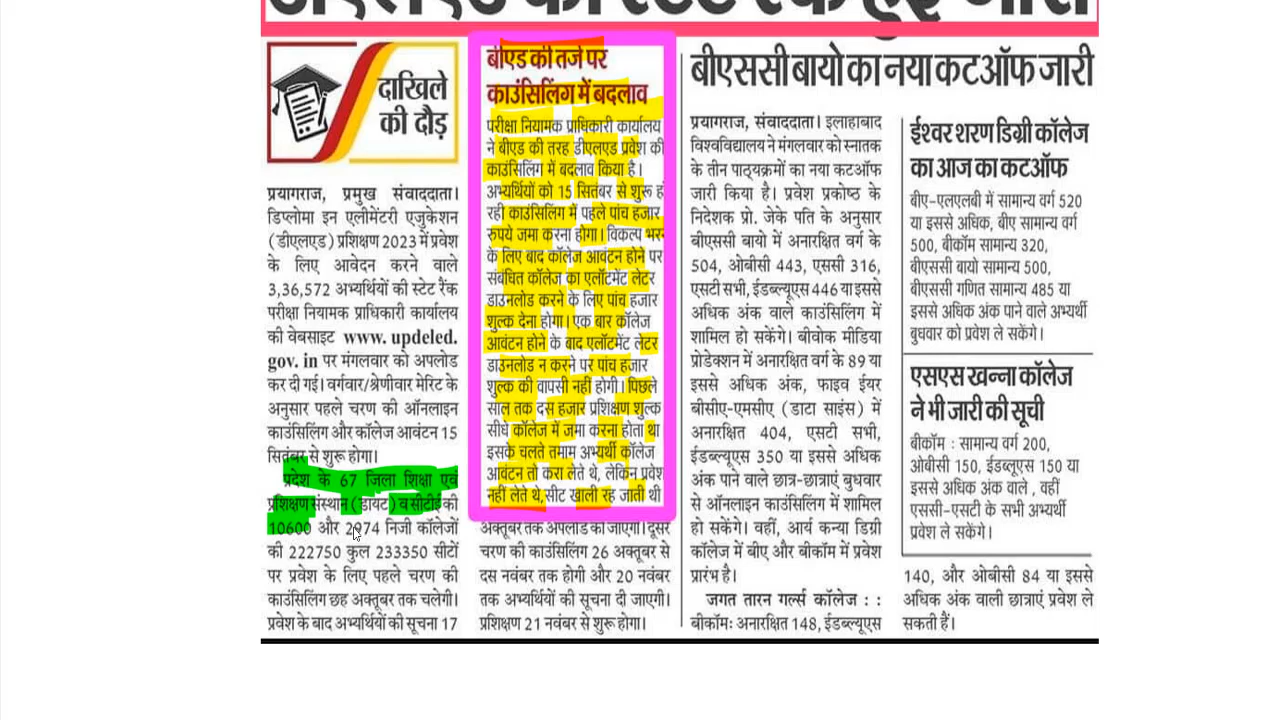 डीएलएड की स्टेट रैंक हुई जारी
दाखिले
की दौड़
प्रयागराज, प्रमुख संवाददाता।
डिप्लोमा इन एलीमेंटरी एजुकेशन
(डीएलएड) प्रशिक्षण 2023 में प्रवेश
के लिए आवेदन करने वाले
3,36,572 अभ्यर्थियों की स्टेट रैंक
परीक्षा नियामक प्राधिकारी कार्यालय
की वेबसाइट www. updeled.
gov. in पर मंगलवार को अपलोड
कर दी गई। वर्गवार/श्रेणीवार मेरिट के
अनुसार पहले चरण की ऑनलाइन
काउंसिलिंग और कॉलेज आवंटन 15
सितंबर से शुरू होगा।
प्रदेश के 67 जिला शिक्षा एवं
प्रशिक्षण संस्थान (डायट) व सीटीई की
10600 और 2974 निजी कॉलेजों
की 222750 कुल 233350 सीटों
पर प्रवेश के लिए पहले चरण की
काउंसिलिंग छह अक्तूबर तक चलेगी।
प्रवेश के बाद अभ्यर्थियों की सूचना 17
बीएड की तर्ज पर
काउंसिलिंग में बदलाव
परीक्षा नियामक प्राधिकारी कार्यालय
ने बीएड की तरह डीएलएड प्रवेश की
काउंसिलिंग में बदलाव किया है।
अभ्यर्थियों को 15 सितंबर से शुरू हो
रही काउंसिलिंग में पहले पांच हजार
रुपये जमा करना होगा। विकल्प भरने
के लिए बाद कॉलेज आवंटन होने पर
संबंधित कॉलेज का एलॉटमेंट लेटर
डाउनलोड करने के लिए पांच हजार
शुल्क देना होगा। एक बार कॉलेज
आवंटन होने के बाद एलॉटमेंट लेटर
डाउनलोड न करने पर पांच हजार
शुल्क की वापसी नहीं होगी। पिछले
साल तक दस हजार प्रशिक्षण शुल्क
सीधे कॉलेज में जमा करना होता था
इसके चलते तमाम अभ्यर्थी कॉलेज
आवंटन तो करा लेते थे, लेकिन प्रवेश
नहीं लेते थे, सीट खाली रह जाती थी
अक्तूबर तक अपलोड की जाएगी। दूसरे
चरण की काउंसिलिंग 26 अक्तूबर से
दस नवंबर तक होगी और 20 नवंबर
तक अभ्यर्थियों की सूचना दी जाएगी।
प्रशिक्षण 21 नवंबर से शुरू होगा।
बीएससी बायो का नया कटऑफ जारी
प्रयागराज, संवाददाता। इलाहाबाद
विश्वविद्यालय ने मंगलवार को स्नातक
के तीन पाठ्यक्रमों का नया कटऑफ
जारी किया है। प्रवेश प्रकोष्ठ के
निदेशक प्रो. जेके पति के अनुसार
बीएससी बायो में अनारक्षित वर्ग के
504, ओबीसी 443, एससी 316,
एसटी सभी, ईडब्ल्यूएस 446 या इससे
अधिक अंक वाले काउंसिलिंग में
शामिल हो सकेंगे। बीवोक मीडिया
प्रोडेक्शन में अनारक्षित वर्ग के 89 या
इससे अधिक अंक, फाइव ईयर
बीसीए-एमसीए (डाटा साइंस) में
अनारक्षित 404, एसटी सभी,
ईडब्ल्यूएस 350 या इससे अधिक
अंक पाने वाले छात्र-छात्राएं बुधवार
से ऑनलाइन काउंसिलिंग में शामिल
हो सकेंगे। वहीं, आर्य कन्या डिग्री
कॉलेज में बीए और बीकॉम में प्रवेश
प्रारंभ है।
जगत तारन गर्ल्स कॉलेज : :
बीकॉमः अनारक्षित 148, ईडब्ल्यूएस
ईश्वर शरण डिग्री कॉलेज
का आज का कटऑफ
बीए-एलएलबी में सामान्य वर्ग 520
या इससे अधिक, बीए सामान्य वर्ग
500, बीकॉम सामान्य 320,
बीएससी बायो सामान्य 500,
बीएससी गणित सामान्य 485 या
इससे अधिक अंक पाने वाले अभ्यर्थी
बुधवार को प्रवेश ले सकेंगे।
एसएस खन्ना कॉलेज
ने भी जारी की सूची
बीकॉम : सामान्य वर्ग 200,
ओबीसी 150, ईडब्लूएस 150 या
इससे अधिक अंक वाले , वहीं
एससी-एसटी के सभी अभ्यर्थी
प्रवेश ले सकेंगे।
140, और ओबीसी 84 या इससे
अधिक अंक वाली छात्राएं प्रवेश ले
सकती हैं।